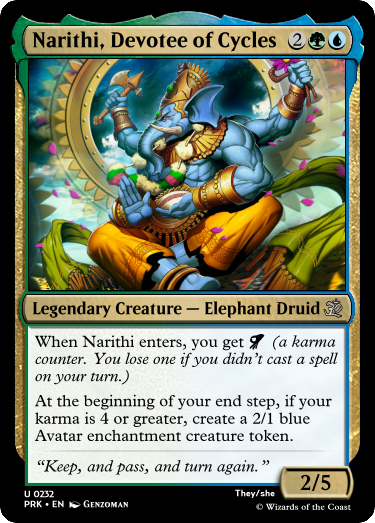 Narithi, Devotee of Cycles 2
Legendary Creature — Elephant Druid
When Narithi enters, you get (a karma
counter. You lose one if you didn't cast a spell
on your turn.)
At the beginning of your end step, if your
karma is 4 or greater, create a 2/1 blue
Avatar enchantment creature token.
“Keep, and pass, and turn again.”
2/5
U 0232
They/she
PRK • EN Genzoman
© Wizards of the Coast